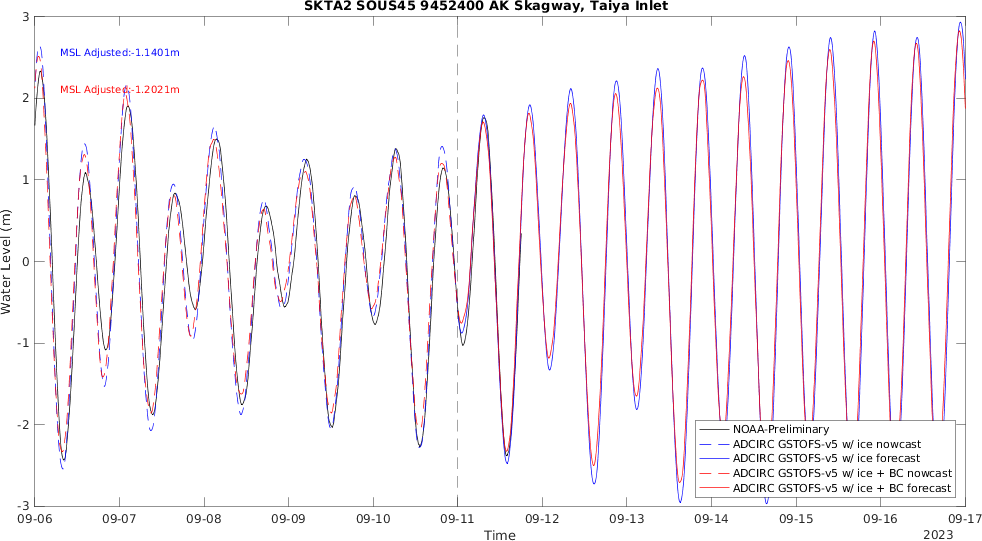 SKTA2 SOUS45 9452400 AK Skagway, Taiya Inlet
3
2
1
0
-1
-2
-3
Water Level (m)
MSL Adjusted:-1.1401m
MSL Adjusted:-1.2021m
NOAA-Preliminary
ADCIRC GSTOFS-v5 w/ ice nowcast
ADCIRC GSTOFS-v5 w/ ice forecast
ADCIRC GSTOFS-v5 w/ ice + BC nowcast
ADCIRC GSTOFS-v5 w/ ice + BC forecast
09-06 09-07 09-08 09-09 09-10 09-11 09-12 09-13 09-14 09-15 09-16 09-17
Time
2023